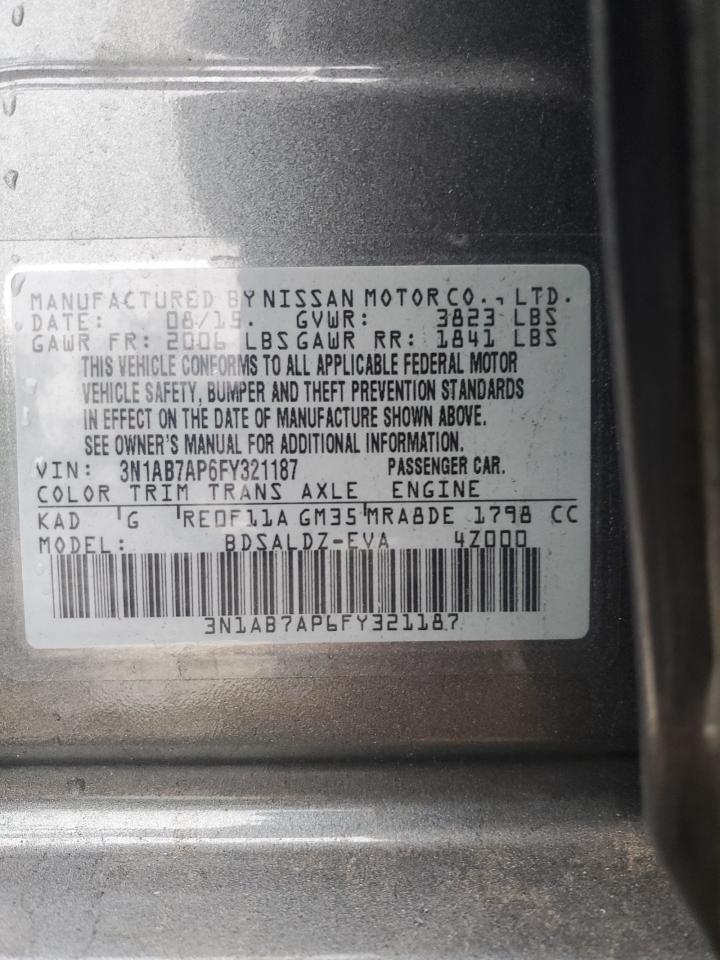 MANUFACTURED BY NISSAN MOTOR CO., LTD.
DATE: 08/15. GVWR: 3823 LBS
GAWR FR: 2006 LBS GAWR RR: 1841 LBS
THIS VEHICLE CONFORMS TO ALL APPLICABLE FEDERAL MOTOR
VEHICLE SAFETY, BUMPER AND THEFT PREVENTION STANDARDS
IN EFFECT ON THE DATE OF MANUFACTURE SHOWN ABOVE.
SEE OWNER'S MANUAL FOR ADDITIONAL INFORMATION.
VIN: 3N1AB7AP6FY321187 PASSENGER CAR.
COLOR TRIM TRANS AXLE ENGINE
KAD G RE0F11A GM35 MRA8DE 1798 CC
MODEL: BDSALDZ-EVA 4Z000
3N1AB7AP6FY321187